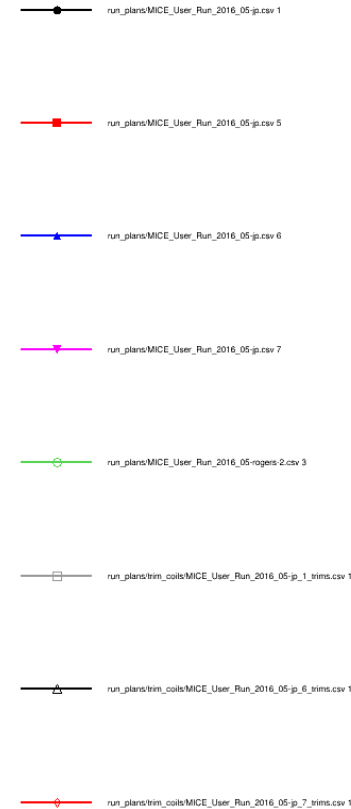 run_plans/MICE_User_Run_2016_05-jp.csv 1
run_plans/MICE_User_Run_2016_05-jp.csv 5
run_plans/MICE_User_Run_2016_05-jp.csv 6
run_plans/MICE_User_Run_2016_05-jp.csv 7
run_plans/MICE_User_Run_2016_05-rogers-2.csv 3
run_plans/trim_coils/MICE_User_Run_2016_05-jp_1_trims.csv 1
run_plans/trim_coils/MICE_User_Run_2016_05-jp_6_trims.csv 1
run_plans/trim_coils/MICE_User_Run_2016_05-jp_7_trims.csv 1